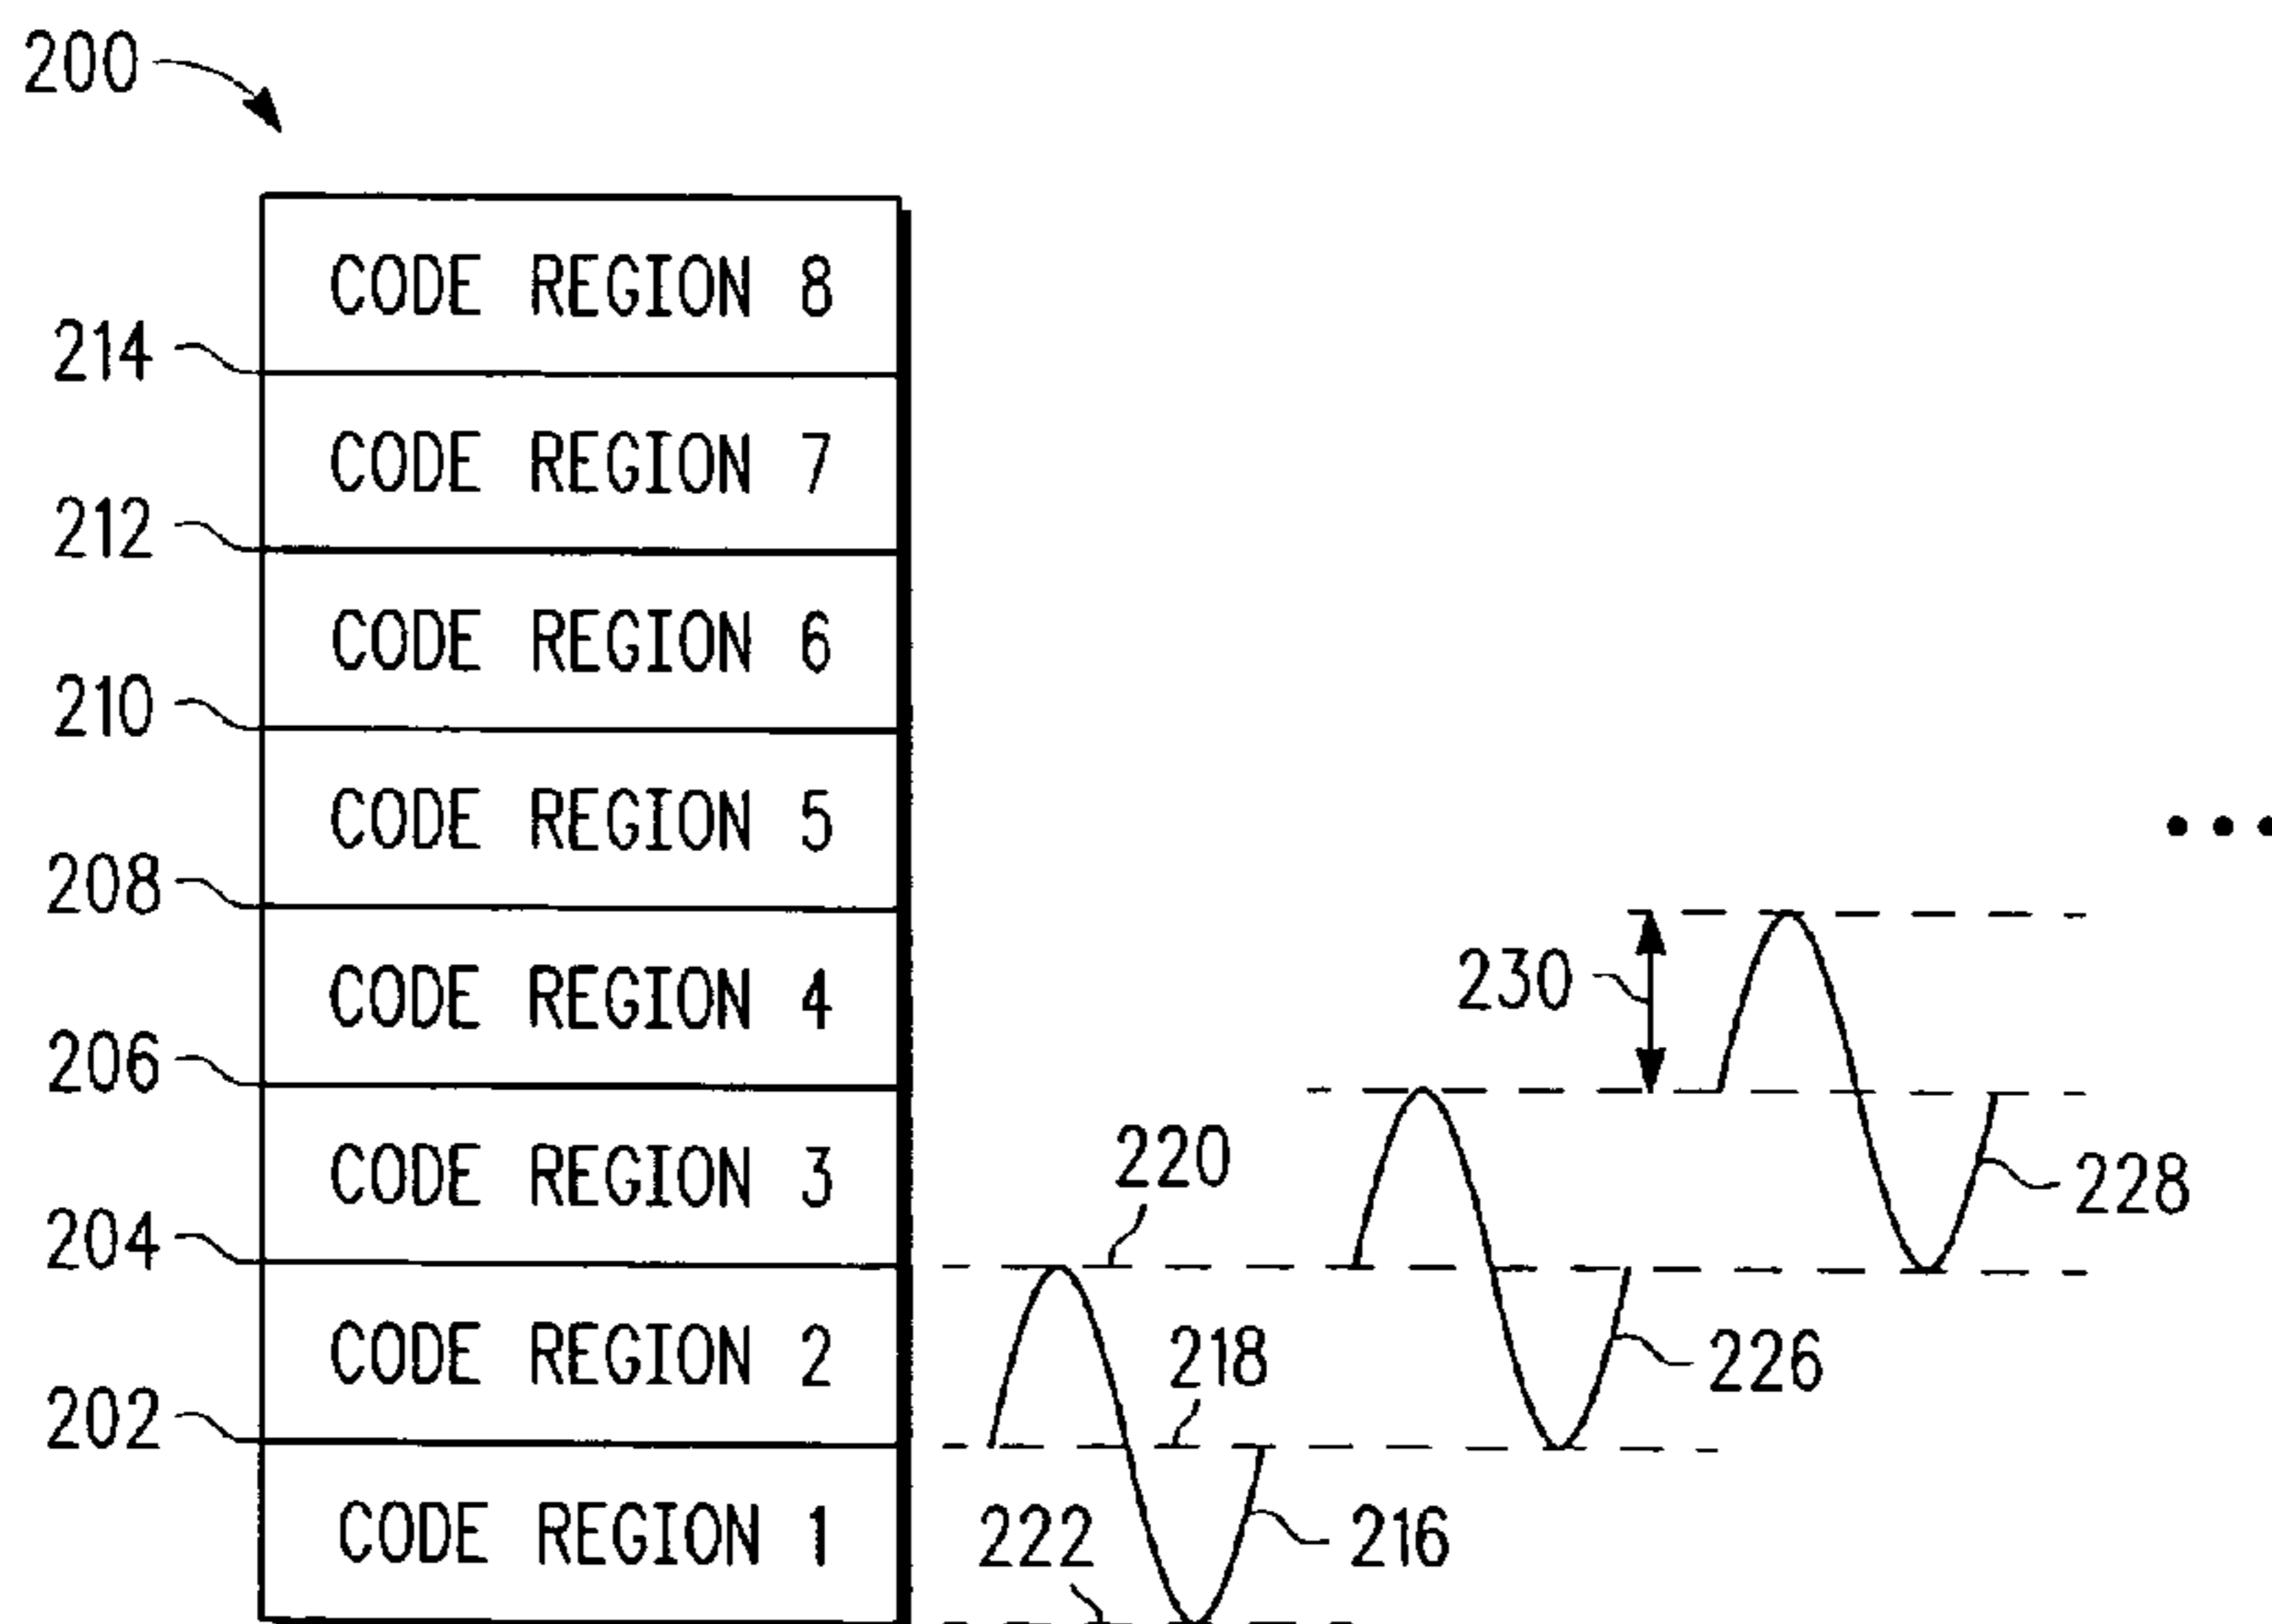 200
CODE REGION 8
214
CODE REGION 7
212
CODE REGION 6
210
CODE REGION 5
208
CODE REGION 4
230
206
CODE REGION 3
220
228
204
CODE REGION 2
218
226
202
CODE REGION 1
222
216